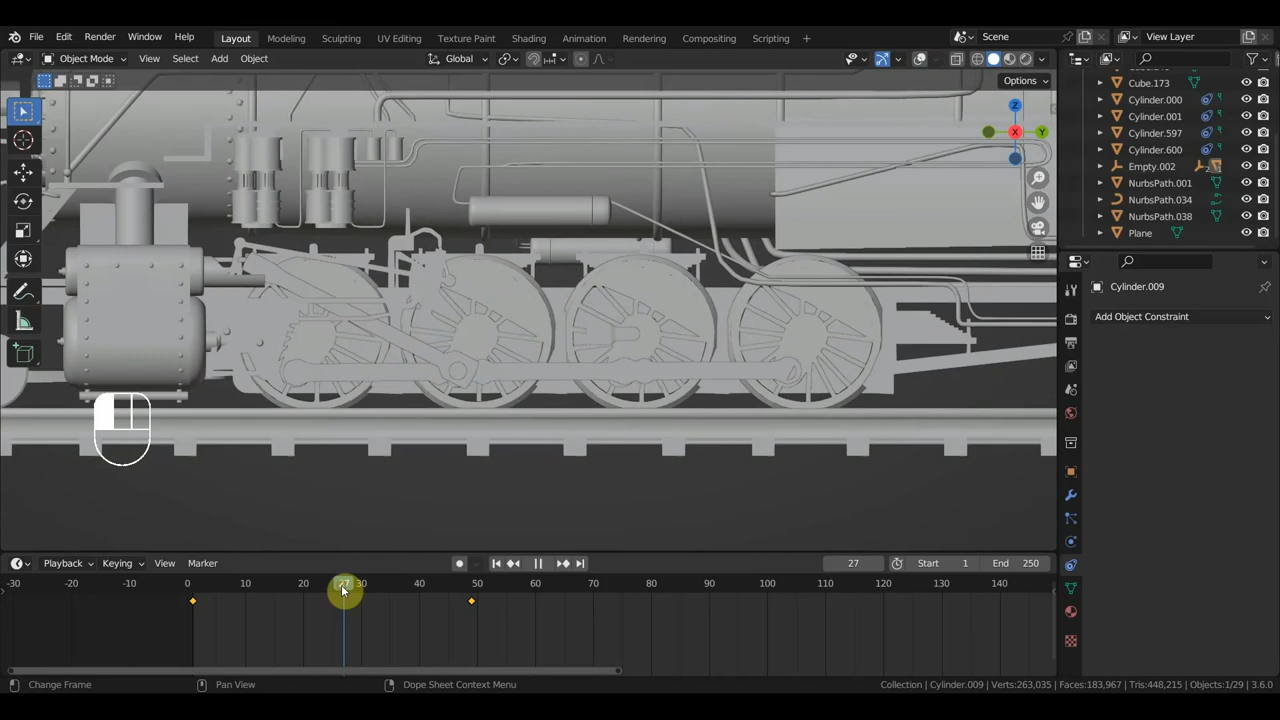 File Edit Render Window Help Layout Modeling Sculpting UV Editing Texture Paint Shading Animation Rendering Compositing Scripting + Scene View Layer
Object Mode View Select Add Object Global
Options
Cube.173
Cylinder.000
Cylinder.001
Cylinder.597
Cylinder.600
Empty.002
NurbsPath.001
NurbsPath.034
NurbsPath.038
Plane
Z
X
Y
Cylinder.009
Add Object Constraint
Playback Keying View Marker 27 Start 1 End 250
-30 -20 -10 0 10 20 27 30 40 50 60 70 80 90 100 110 120 130 140
Change Frame Pan View Dope Sheet Context Menu Collection | Cylinder.009 | Verts:263,035 | Faces:183,967 | Tris:448,215 | Objects:1/29 | 3.6.0